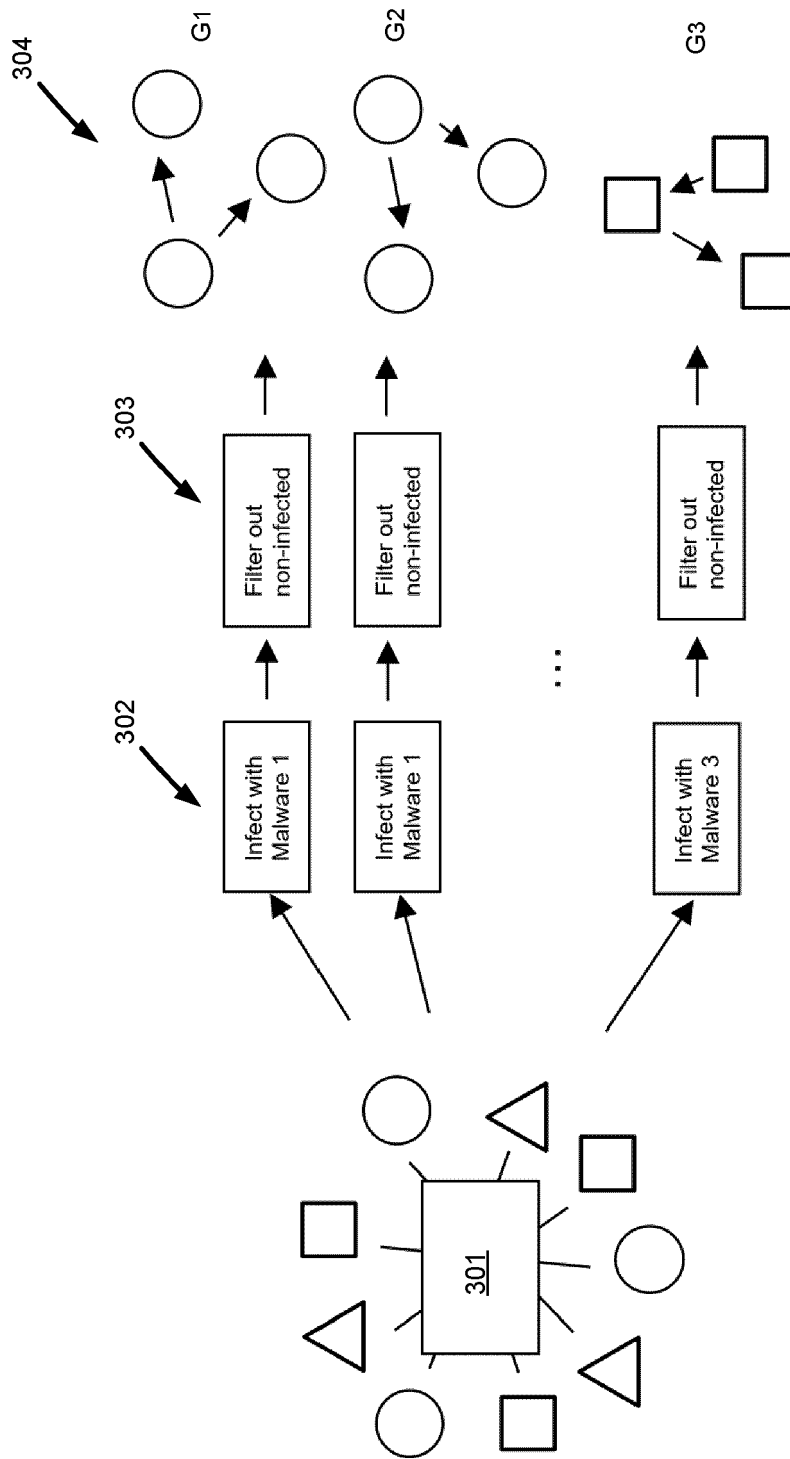 304
G1
G2
G3
303
Filter out
non-infected
Filter out
non-infected
Filter out
non-infected
302
Infect with
Malware 1
Infect with
Malware 1
...
Infect with
Malware 3
301